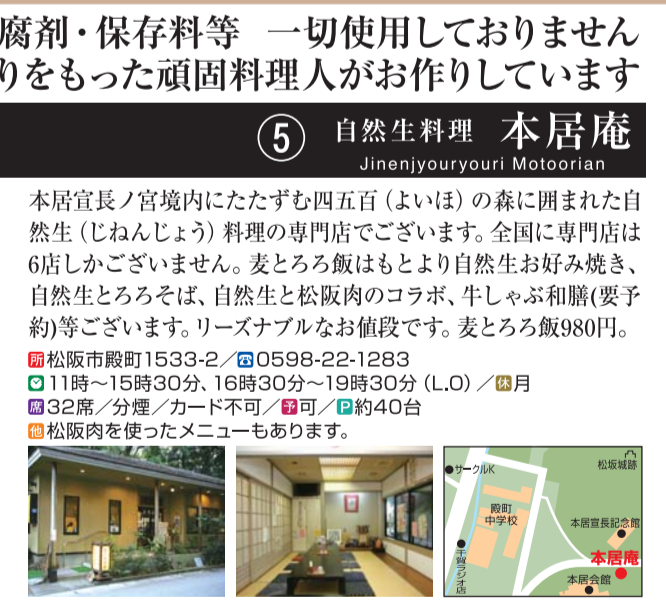 腐剤・保存料等 一切使用しておりません
りをもった頑固料理人がお作りしています
⑤ 自然生料理 本居庵
Jinenjyouryouri Motoorian
本居宣長ノ宮境内にたたずむ四五百（よいほ）の森に囲まれた自
然生（じねんじょう）料理の専門店でございます。全国に専門店は
6店しかございません。麦とろろ飯はもとより自然生お好み焼き、
自然生とろろそば、自然生と松阪肉のコラボ、牛しゃぶ和膳(要予
約)等ございます。リーズナブルなお値段です。麦とろろ飯980円。
所松阪市殿町1533-2／☎0598-22-1283
11時～15時30分、16時30分～19時30分（L.O）／休月
席32席／分煙／カード不可／予可／P約40台
他松阪肉を使ったメニューもあります。
松坂城跡
サークルK
殿町
中学校
本居宣長記念館
千賀ラジオ店
本居庵
本居会館